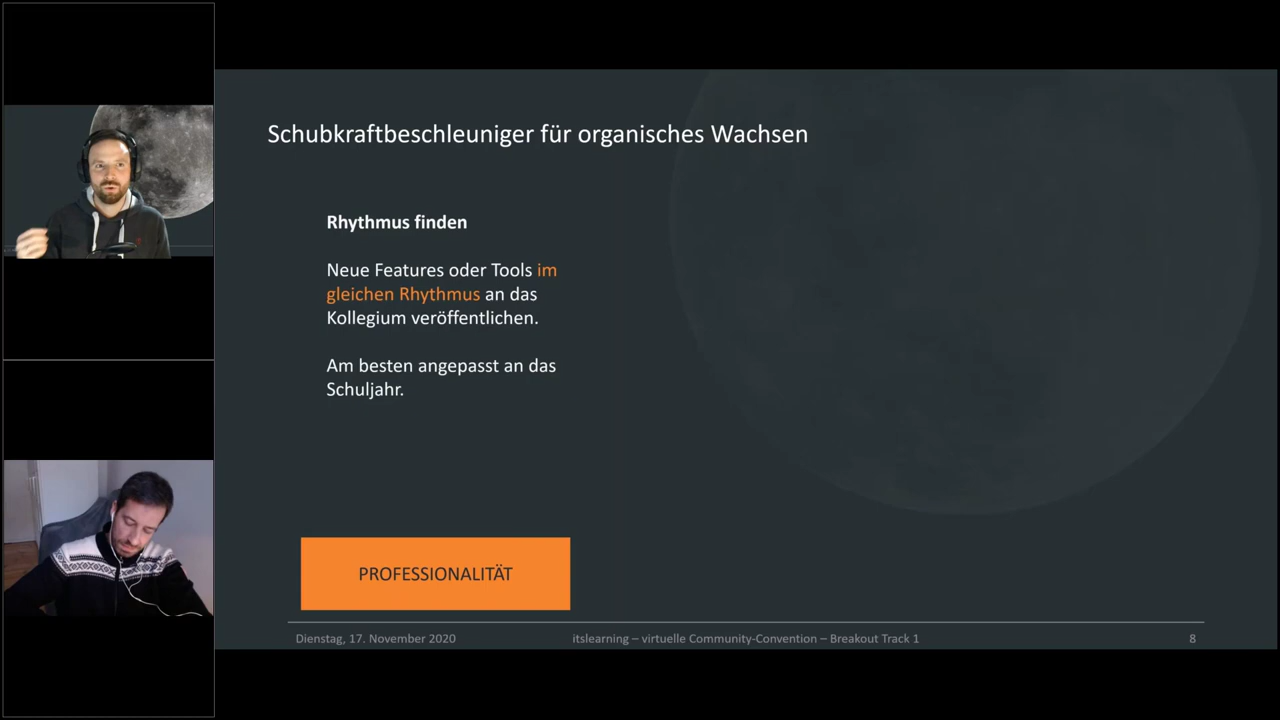 Schubkraftbeschleuniger für organisches Wachsen
Rhythmus finden
Neue Features oder Tools im
gleichen Rhythmus an das
Kollegium veröffentlichen.
Am besten angepasst an das
Schuljahr.
PROFESSIONALITÄT
Dienstag, 17. November 2020
itslearning – virtuelle Community-Convention – Breakout Track 1
8